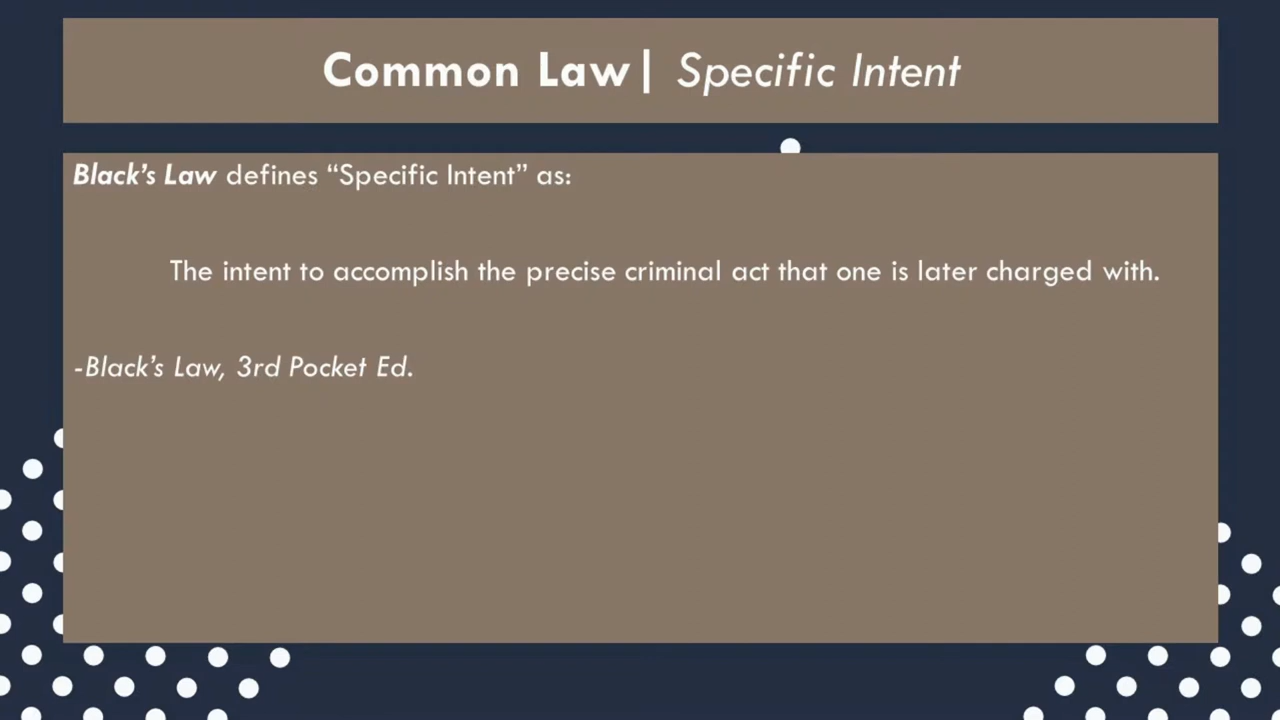 Common Law| Specific Intent
Black’s Law defines “Specific Intent” as:
The intent to accomplish the precise criminal act that one is later charged with.
-Black’s Law, 3rd Pocket Ed.